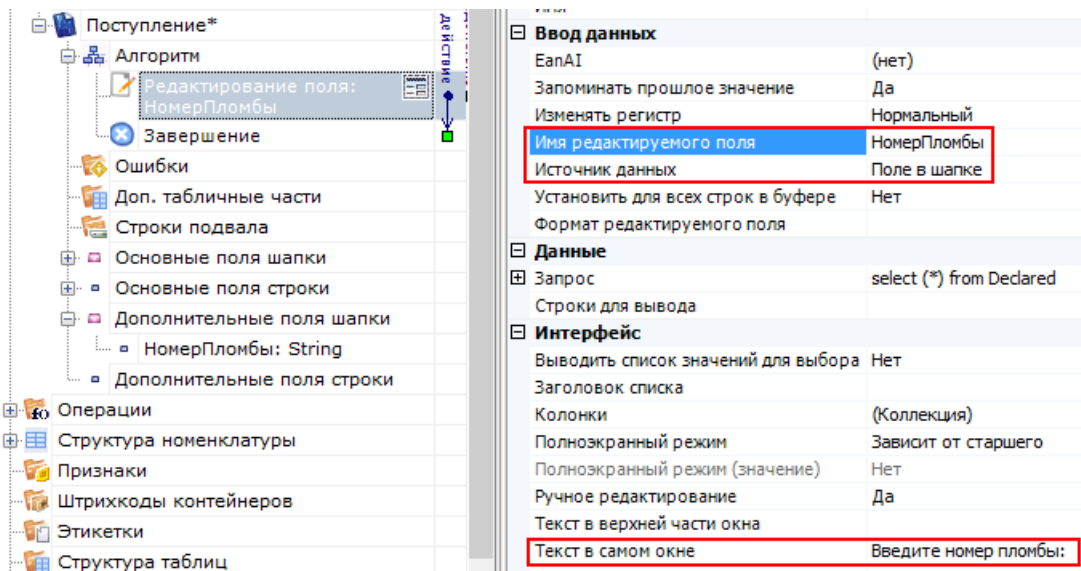 Поступление*
Алгоритм
Редактирование поля:
НомерПломбы
Завершение
Ошибки
Доп. табличные части
Строки подвала
Основные поля шапки
Основные поля строки
Дополнительные поля шапки
НомерПломбы: String
Дополнительные поля строки
Операции
Структура номенклатуры
Признаки
Штрихкоды контейнеров
Этикетки
Структура таблиц
действие
Ввод данных
EanAI (нет)
Запоминать прошлое значение Да
Изменять регистр Нормальный
Имя редактируемого поля НомерПломбы
Источник данных Поле в шапке
Установить для всех строк в буфере Нет
Формат редактируемого поля
Данные
Запрос select (*) from Declared
Строки для вывода
Интерфейс
Выводить список значений для выбора Нет
Заголовок списка
Колонки (Коллекция)
Полноэкранный режим Зависит от старшего
Полноэкранный режим (значение) Нет
Ручное редактирование Да
Текст в верхней части окна
Текст в самом окне Введите номер пломбы: